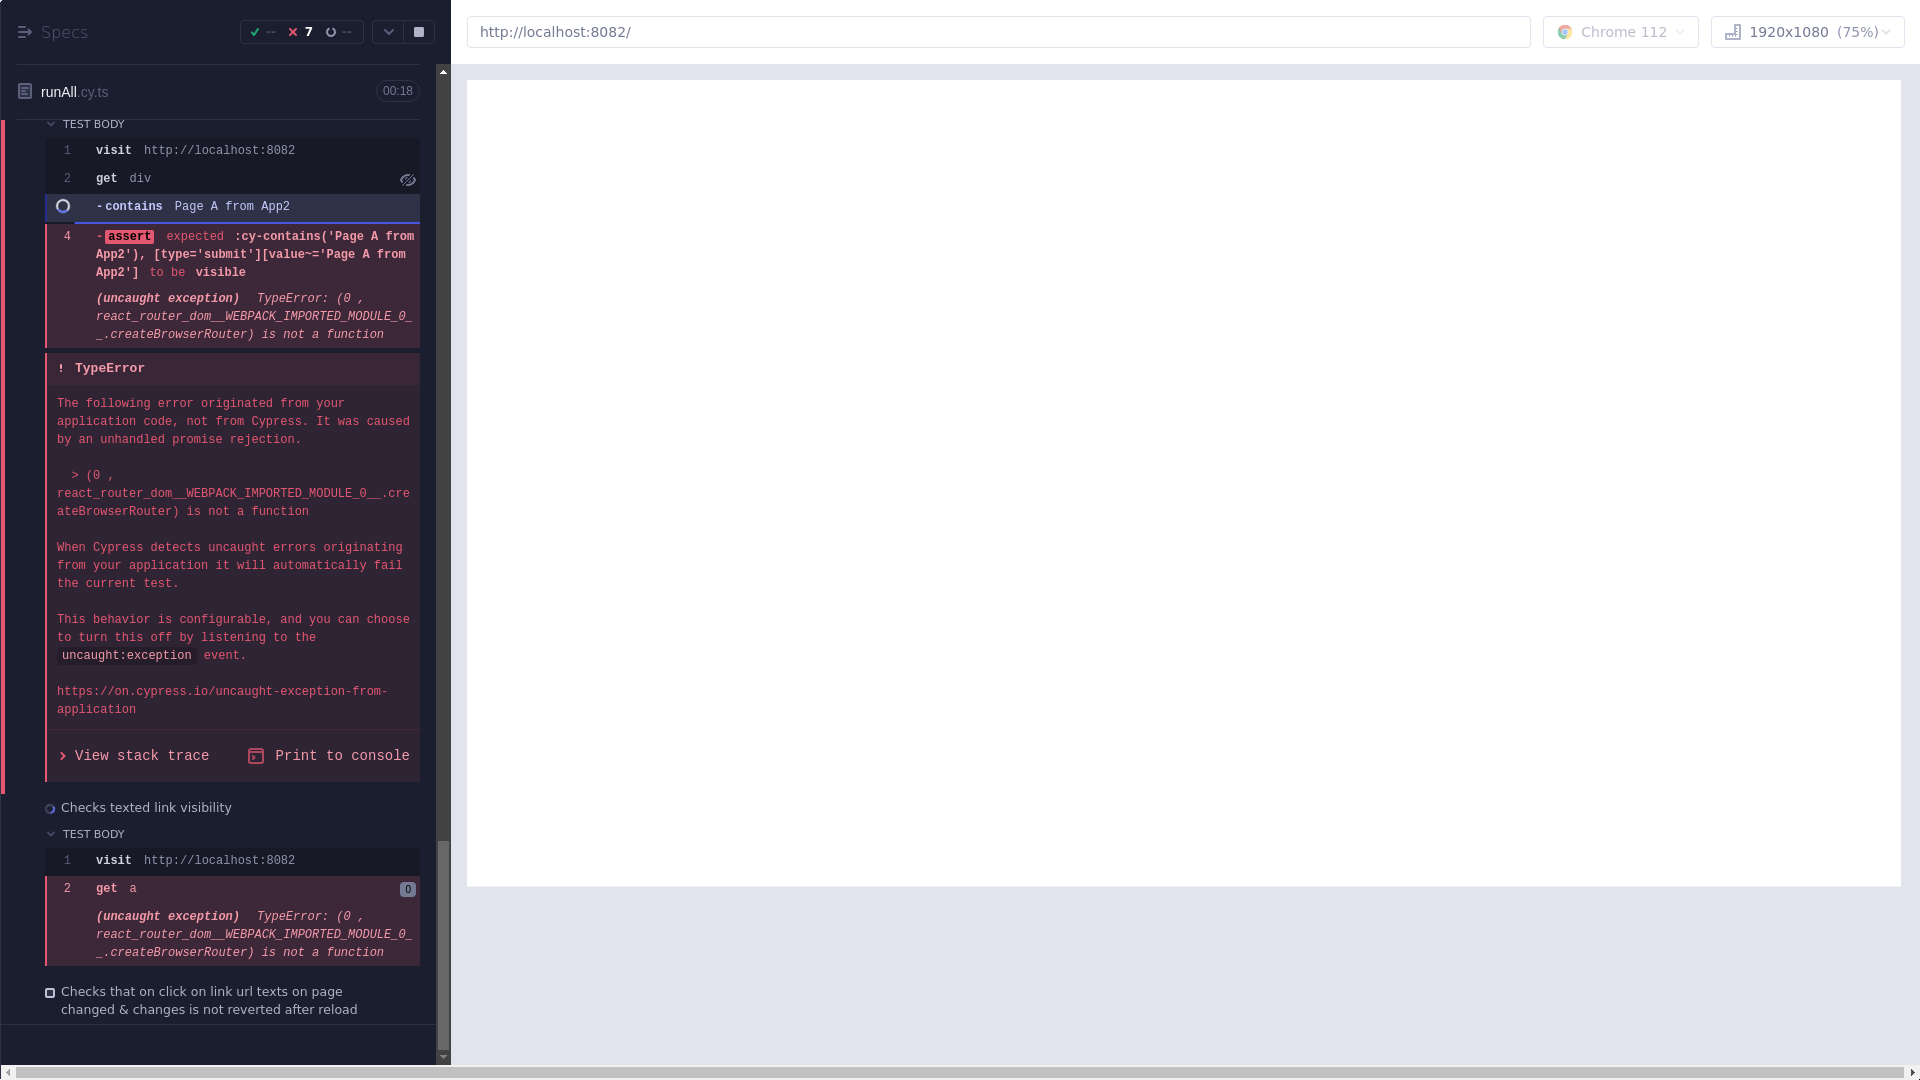 Specs
--
7
--
http://localhost:8082/
Chrome 112
1920x1080 (75%)
runAll.cy.ts
00:18
TEST BODY
1 visit http://localhost:8082
2 get div
-contains Page A from App2
4 -assert expected :cy-contains('Page A from
App2'), [type='submit'][value~='Page A from
App2'] to be visible
(uncaught exception) TypeError: (0 ,
react_router_dom__WEBPACK_IMPORTED_MODULE_0_
_.createBrowserRouter) is not a function
! TypeError
The following error originated from your
application code, not from Cypress. It was caused
by an unhandled promise rejection.
> (0 ,
react_router_dom__WEBPACK_IMPORTED_MODULE_0__.cre
ateBrowserRouter) is not a function
When Cypress detects uncaught errors originating
from your application it will automatically fail
the current test.
This behavior is configurable, and you can choose
to turn this off by listening to the
uncaught:exception event.
https://on.cypress.io/uncaught-exception-from-
application
View stack trace
Print to console
Checks texted link visibility
TEST BODY
1 visit http://localhost:8082
2 get a 0
(uncaught exception) TypeError: (0 ,
react_router_dom__WEBPACK_IMPORTED_MODULE_0_
_.createBrowserRouter) is not a function
Checks that on click on link url texts on page
changed & changes is not reverted after reload